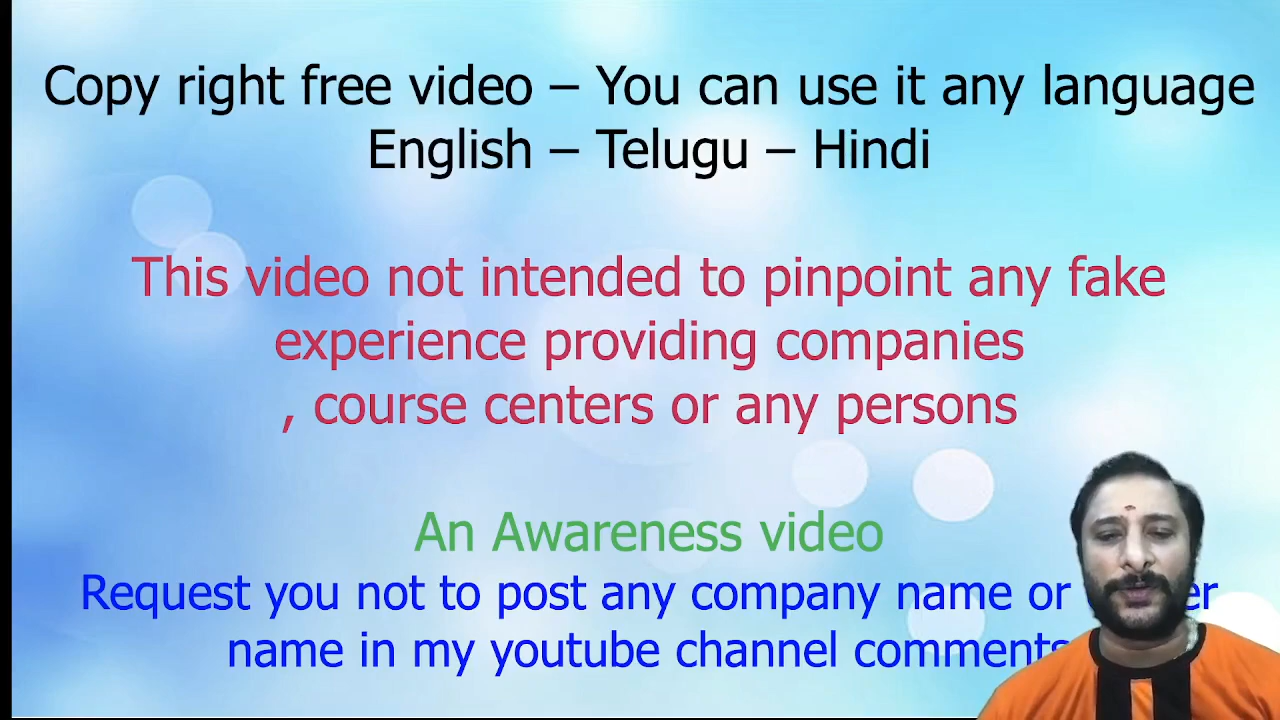 Copy right free video – You can use it any language
English – Telugu – Hindi
This video not intended to pinpoint any fake
experience providing companies
, course centers or any persons
An Awareness video
Request you not to post any company name or
name in my youtube channel comments